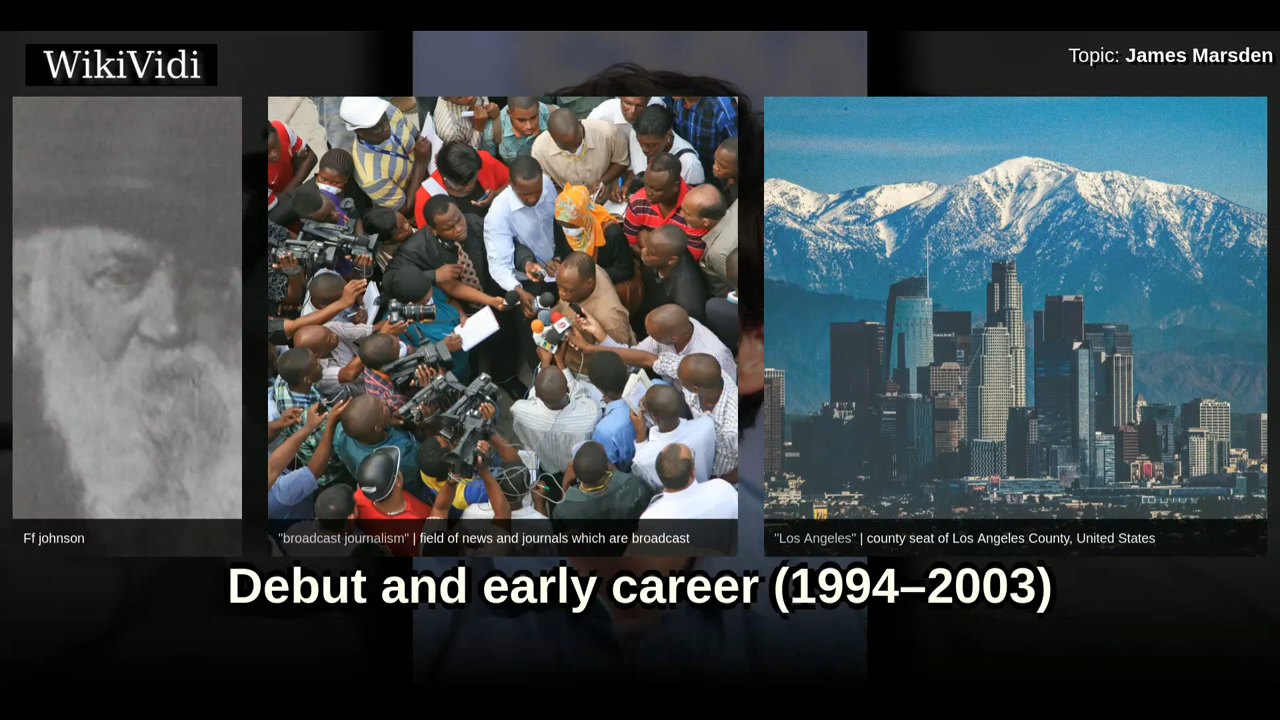 WikiVidi
Topic: James Marsden
Ff johnson
"broadcast journalism" | field of news and journals which are broadcast
"Los Angeles" | county seat of Los Angeles County, United States
Debut and early career (1994–2003)